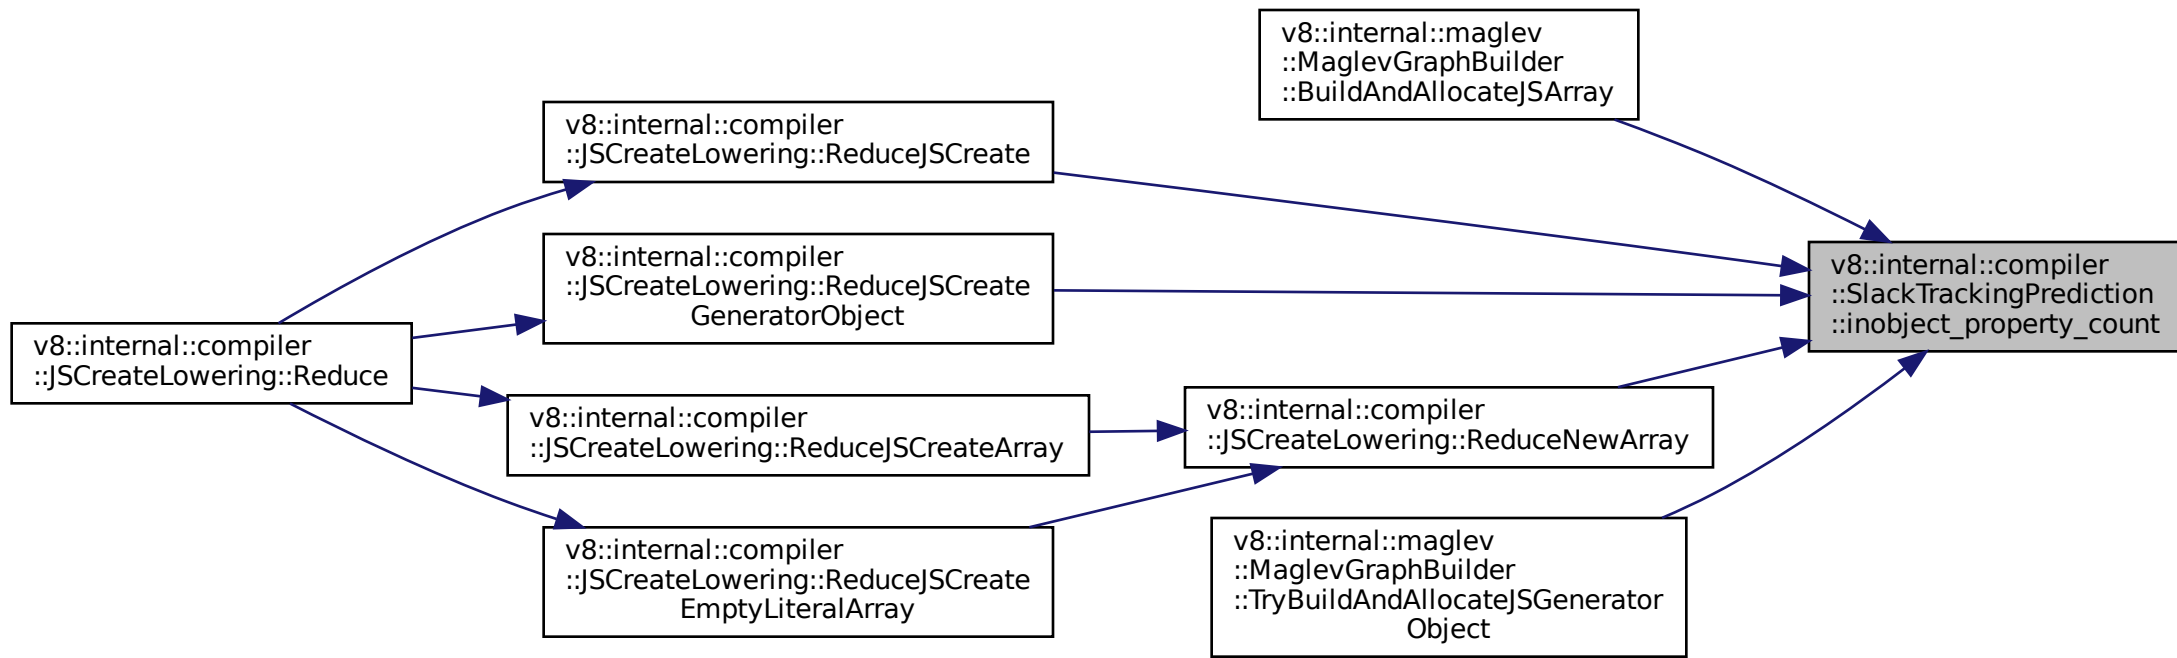 v8::internal::maglev
::MaglevGraphBuilder
::BuildAndAllocateJSArray
v8::internal::compiler
::JSCreateLowering::ReduceJSCreate
v8::internal::compiler
::JSCreateLowering::ReduceJSCreate
GeneratorObject
v8::internal::compiler
::SlackTrackingPrediction
::inobject_property_count
v8::internal::compiler
::JSCreateLowering::Reduce
v8::internal::compiler
::JSCreateLowering::ReduceJSCreateArray
v8::internal::compiler
::JSCreateLowering::ReduceNewArray
v8::internal::compiler
::JSCreateLowering::ReduceJSCreate
EmptyLiteralArray
v8::internal::maglev
::MaglevGraphBuilder
::TryBuildAndAllocateJSGenerator
Object